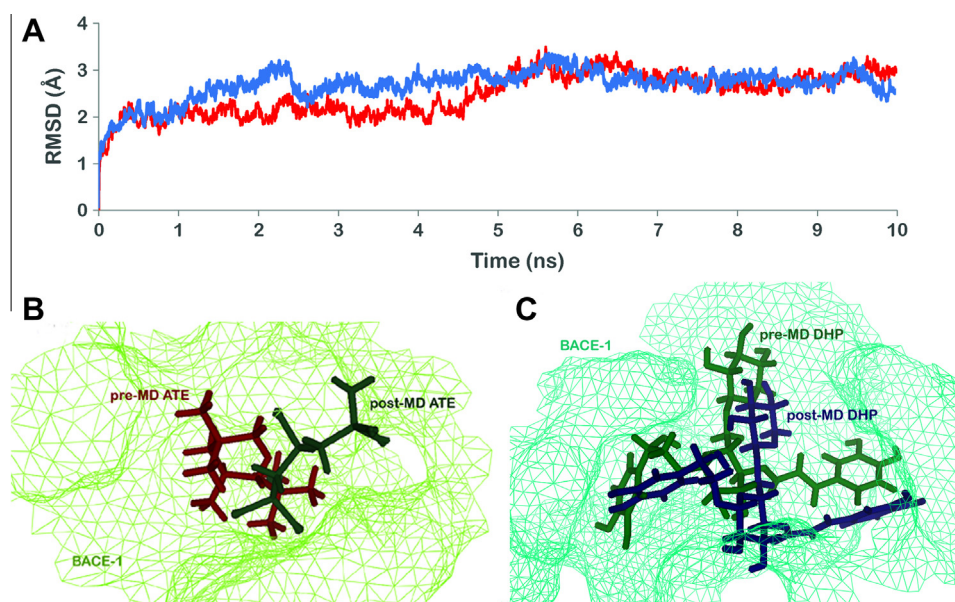 A
4
3
2
1
0
RMSD (Å)
0 1 2 3 4 5 6 7 8 9 10
Time (ns)
B
pre-MD ATE
post-MD ATE
BACE-1
C
BACE-1
pre-MD DHP
post-MD DHP